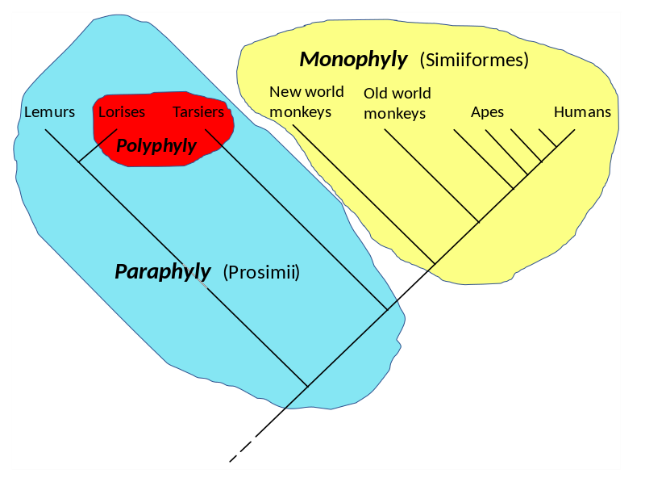 Monophyly (Simiiformes)
New world
monkeys
Old world
monkeys
Apes
Humans
Lemurs
Lorises
Tarsiers
Polyphyly
Paraphyly (Prosimii)